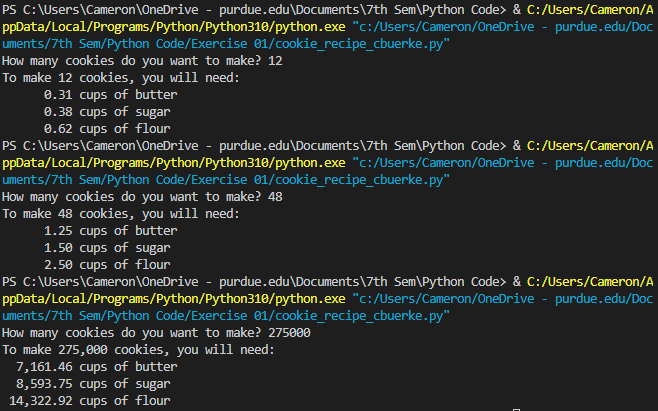 PS C:\Users\Cameron\OneDrive - purdue.edu\Documents\7th Sem\Python Code> & C:/Users/Cameron/A
ppData/Local/Programs/Python/Python310/python.exe "c:/Users/Cameron/OneDrive - purdue.edu/Doc
uments/7th Sem/Python Code/Exercise 01/cookie_recipe_cbuerke.py"
How many cookies do you want to make? 12
To make 12 cookies, you will need:
      0.31 cups of butter
      0.38 cups of sugar
      0.62 cups of flour
PS C:\Users\Cameron\OneDrive - purdue.edu\Documents\7th Sem\Python Code> & C:/Users/Cameron/A
ppData/Local/Programs/Python/Python310/python.exe "c:/Users/Cameron/OneDrive - purdue.edu/Doc
uments/7th Sem/Python Code/Exercise 01/cookie_recipe_cbuerke.py"
How many cookies do you want to make? 48
To make 48 cookies, you will need:
      1.25 cups of butter
      1.50 cups of sugar
      2.50 cups of flour
PS C:\Users\Cameron\OneDrive - purdue.edu\Documents\7th Sem\Python Code> & C:/Users/Cameron/A
ppData/Local/Programs/Python/Python310/python.exe "c:/Users/Cameron/OneDrive - purdue.edu/Doc
uments/7th Sem/Python Code/Exercise 01/cookie_recipe_cbuerke.py"
How many cookies do you want to make? 275000
To make 275,000 cookies, you will need:
  7,161.46 cups of butter
  8,593.75 cups of sugar
 14,322.92 cups of flour